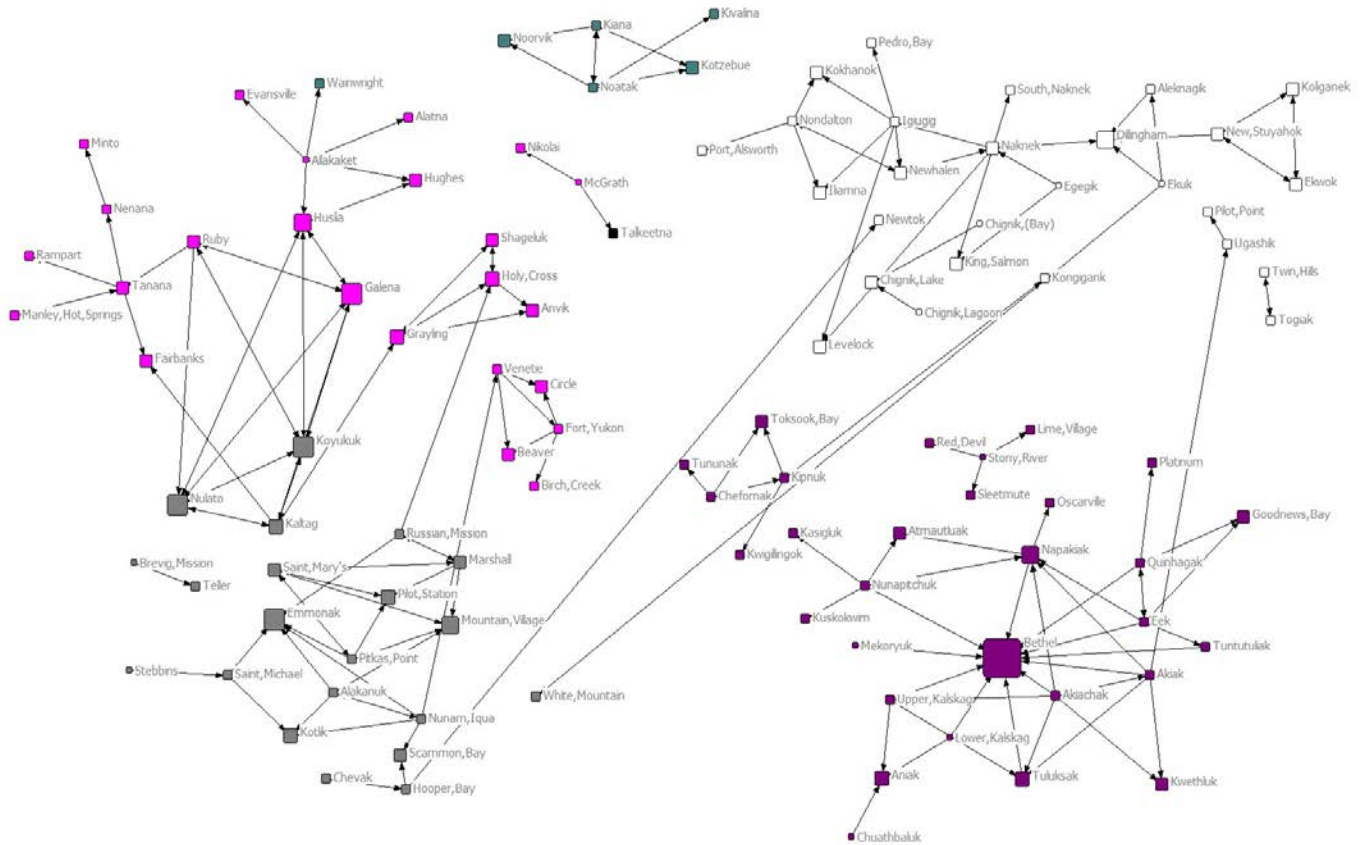 Kivalina
Kiana
Noorvik
Kotzebue
Noatak
Pedro,Bay
Kokhanok
South,Naknek
Aleknagik
Kolganek
Wainwright
Evansville
Alatna
Minto
Nikolai
Allakaket
Hughes
McGrath
Nondalton
Igiugg
Port,Alsworth
Naknek
Dilingham
New,Stuyahok
Newhalen
Iliamna
Egegik
Ekuk
Ekwok
Nenana
Huslia
Talkeetna
Newtok
Chignik,(Bay)
Pilot,Point
Ruby
Shageluk
Ugashik
Rampart
King,Salmon
Tanana
Holy,Cross
Galena
Chignik,Lake
Kongigank
Twin,Hills
Manley,Hot,Springs
Anvik
Chignik,Lagoon
Togiak
Grayling
Levelock
Fairbanks
Venetie
Circle
Toksook,Bay
Fort,Yukon
Koyukuk
Beaver
Red,Devil
Lime,Village
Stony,River
Tununak
Platinum
Birch,Creek
Kipnuk
Nulato
Chefornak
Sleetmute
Oscarville
Goodnews,Bay
Kaltag
Russian,Mission
Kasigluk
Atmautluak
Kwigilingok
Napakiak
Brevig,Mission
Marshall
Quinhagak
Saint,Mary's
Teller
Nunaptchuk
Pilot,Station
Emmonak
Mountain,Village
Kuskokwim
Eek
Mekoryuk
Bethel
Tuntutuliak
Pitkas,Point
Stebbins
Saint,Michael
Akiak
Alakanuk
White,Mountain
Upper,Kalskag
Akiachak
Nunam,Iqua
Kotlik
Lower,Kalskag
Scammon,Bay
Chevak
Hooper,Bay
Aniak
Tuluksak
Kwethluk
Chuathbaluk